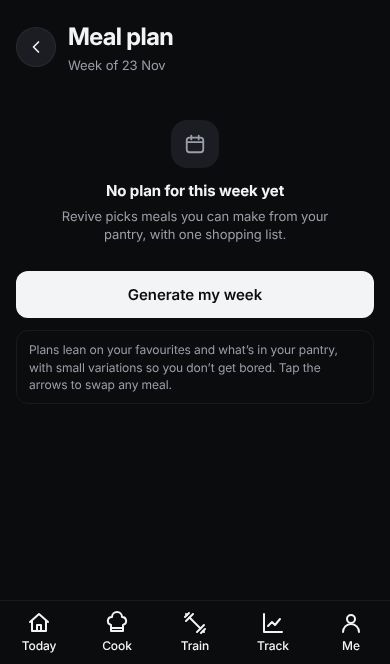 Meal plan
Week of 23 Nov
No plan for this week yet
Revive picks meals you can make from your
pantry, with one shopping list.
Generate my week
Plans lean on your favourites and what’s in your pantry,
with small variations so you don’t get bored. Tap the
arrows to swap any meal.
Today
Cook
Train
Track
Me